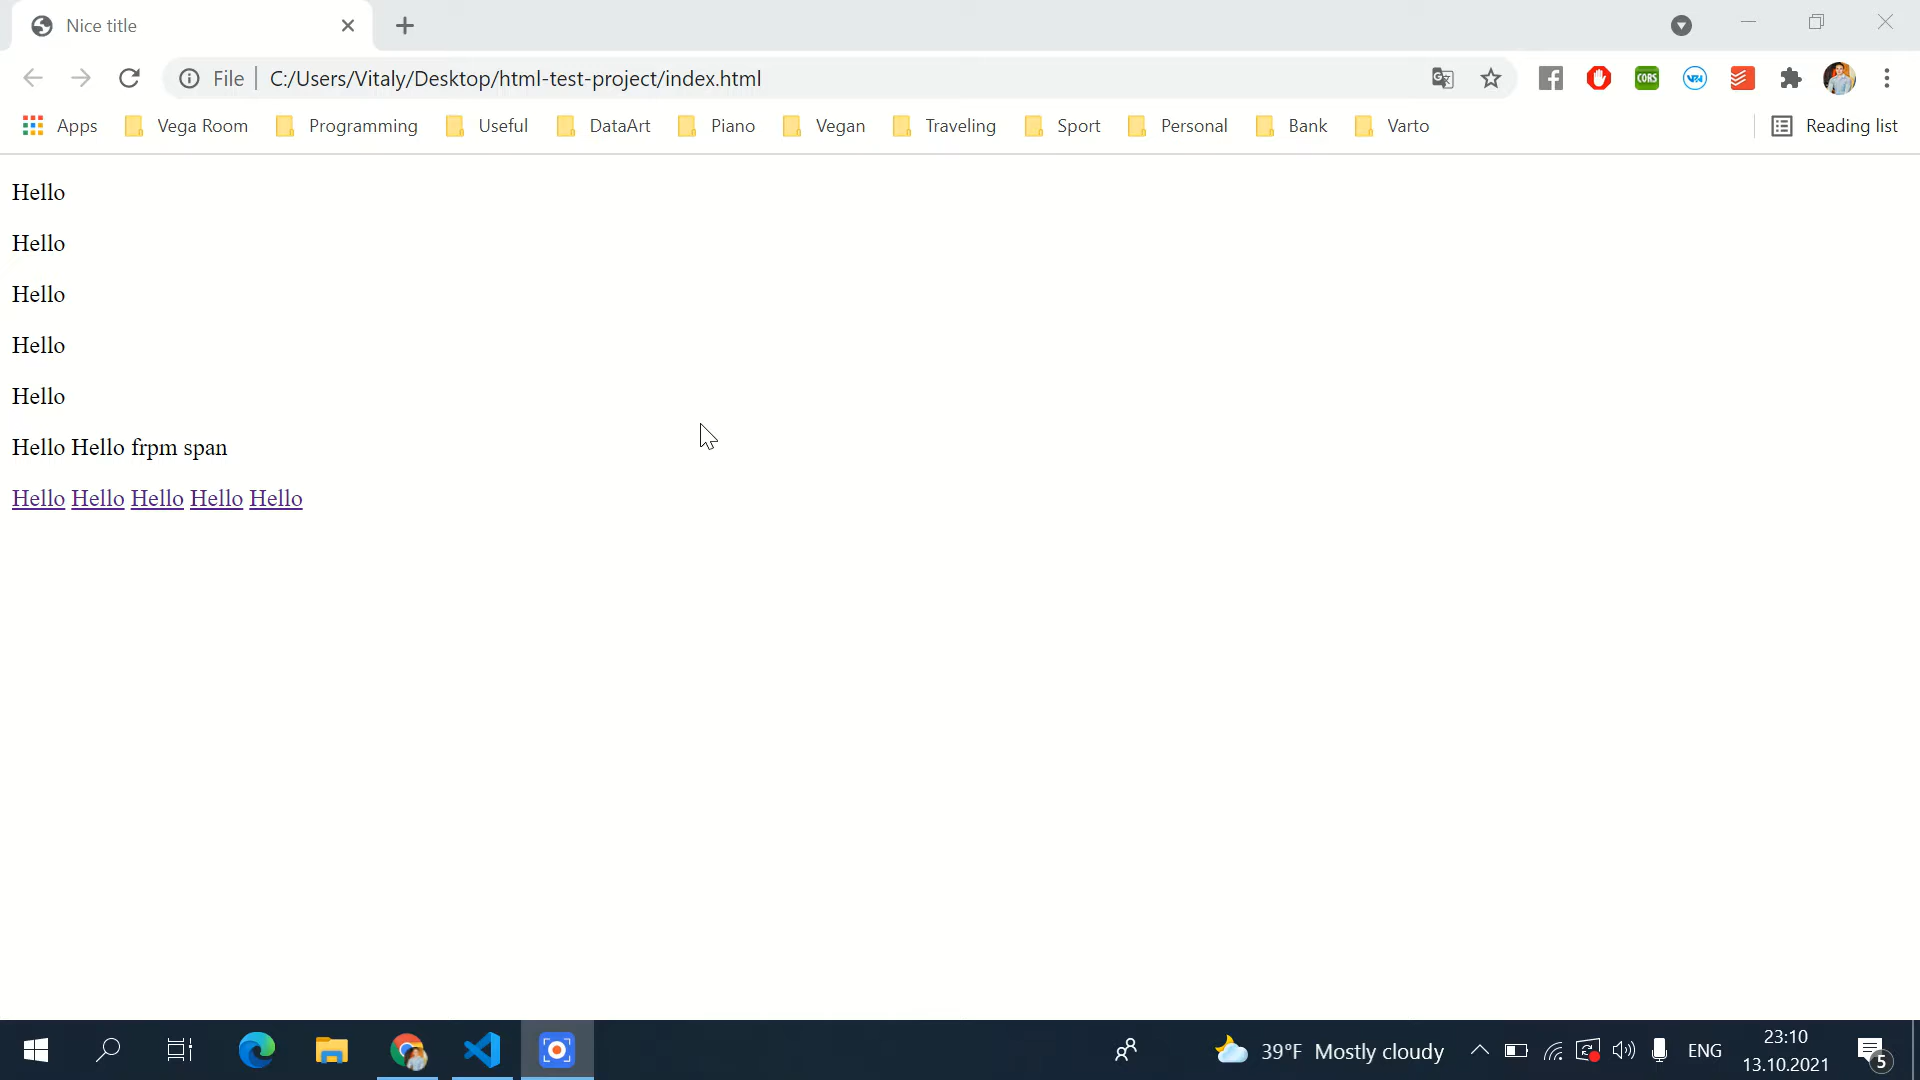 Nice title
File C:/Users/Vitaly/Desktop/html-test-project/index.html
CORS
Apps Vega Room Programming Useful DataArt Piano Vegan Traveling Sport Personal Bank Varto Reading list
Hello
Hello
Hello
Hello
Hello
Hello Hello frpm span
Hello Hello Hello Hello Hello
39°F Mostly cloudy ENG 23:10
13.10.2021
5